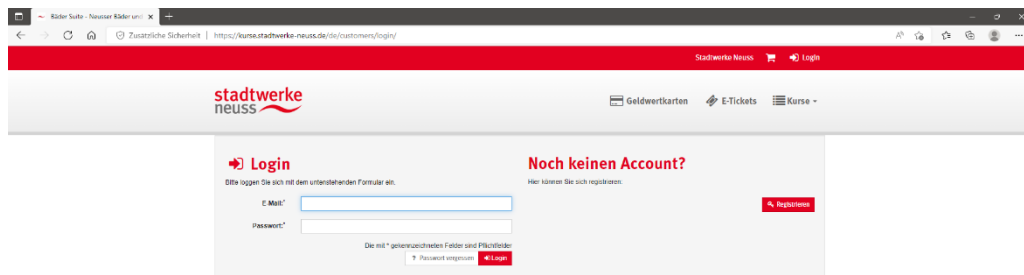 Bäder Suite - Neusser Bäder und
Zusätzliche Sicherheit | https://kurse.stadtwerke-neuss.de/de/customers/login/
Stadtwerke Neuss Login
stadtwerke
neuss
Geldwertkarten E-Tickets Kurse
Login
Bitte loggen Sie sich mit dem untenstehenden Formular ein.
E-Mail:*
Passwort:*
Die mit * gekennzeichneten Felder sind Pflichtfelder
? Passwort vergessen Login
Noch keinen Account?
Hier können Sie sich registrieren.
Registrieren